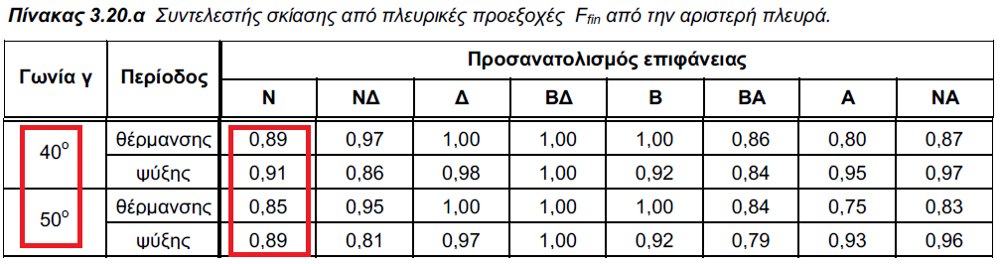 Πίνακας 3.20.α Συντελεστής σκίασης από πλευρικές προεξοχές F_fin από την αριστερή πλευρά.
Γωνία γ Περίοδος Προσανατολισμός επιφάνειας
Ν ΝΔ Δ ΒΔ Β ΒΑ Α ΝΑ
40° θέρμανσης 0,89 0,97 1,00 1,00 1,00 0,86 0,80 0,87
ψύξης 0,91 0,86 0,98 1,00 0,92 0,84 0,95 0,97
50° θέρμανσης 0,85 0,95 1,00 1,00 1,00 0,84 0,75 0,83
ψύξης 0,89 0,81 0,97 1,00 0,92 0,79 0,93 0,96